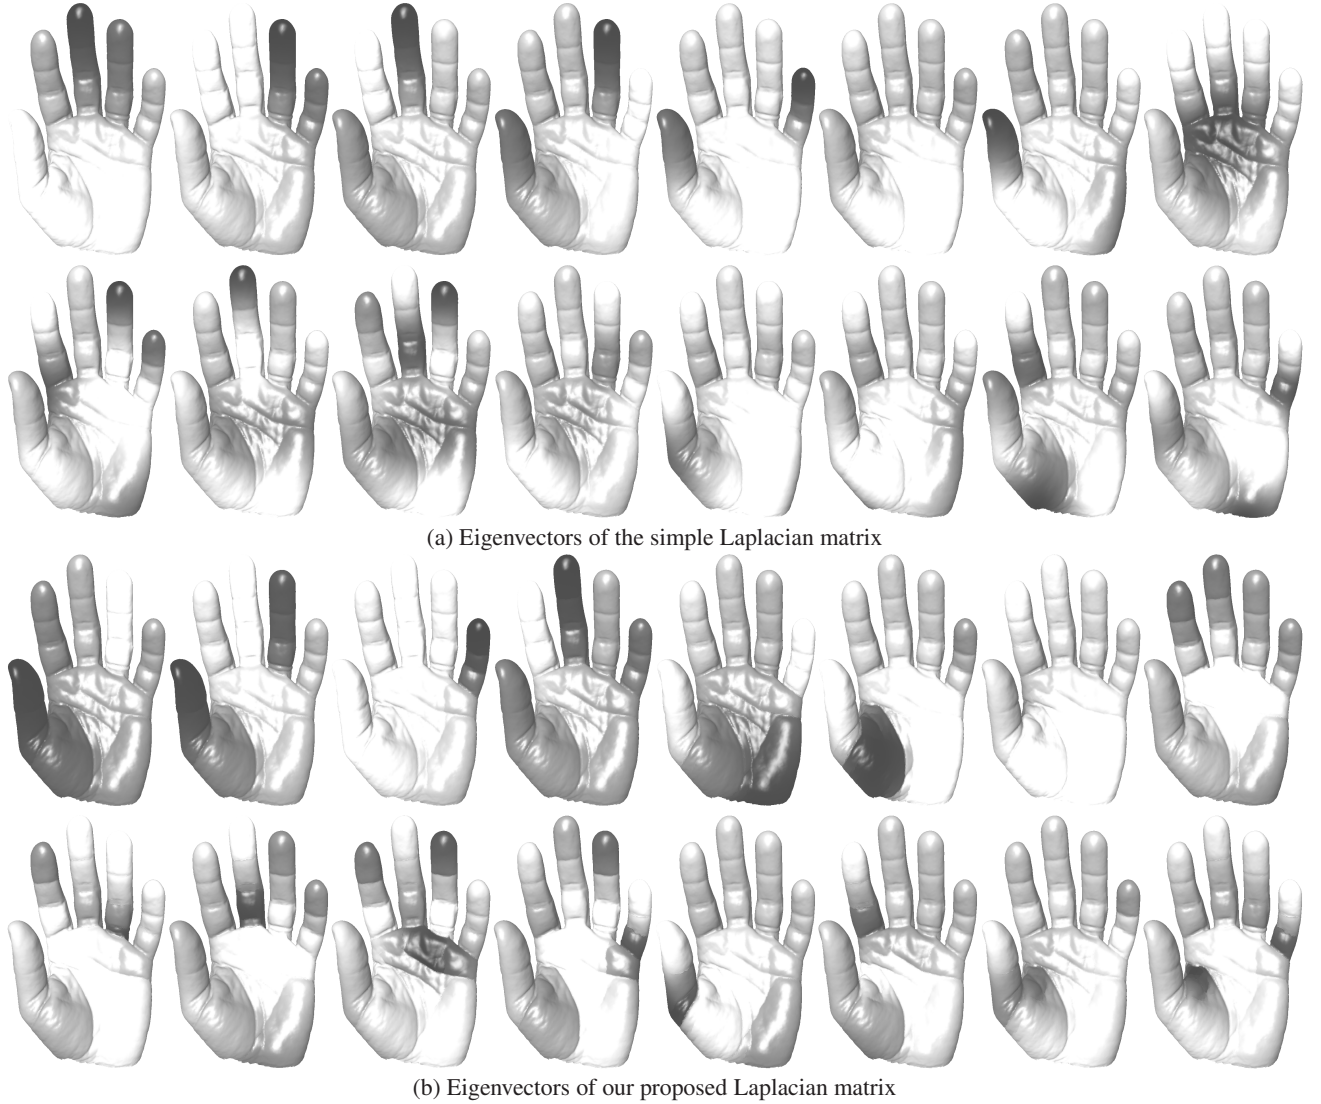 (a) Eigenvectors of the simple Laplacian matrix
(b) Eigenvectors of our proposed Laplacian matrix